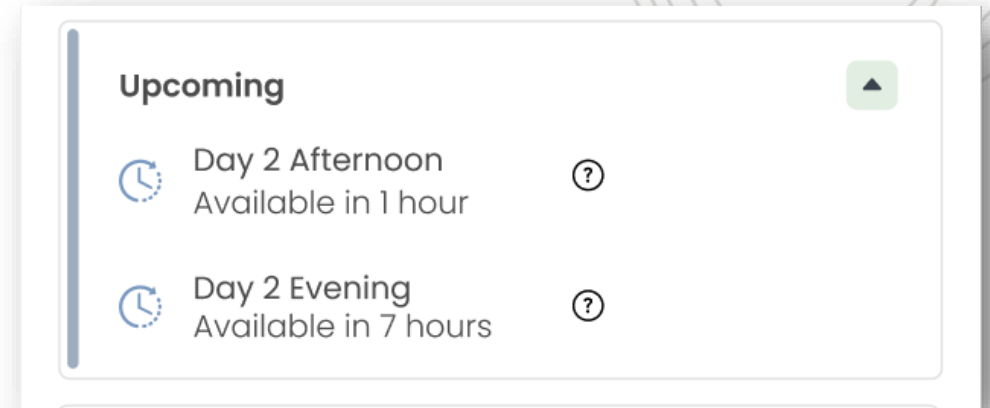 Upcoming
Day 2 Afternoon
?
Available in 1 hour
Day 2 Evening
?
Available in 7 hours